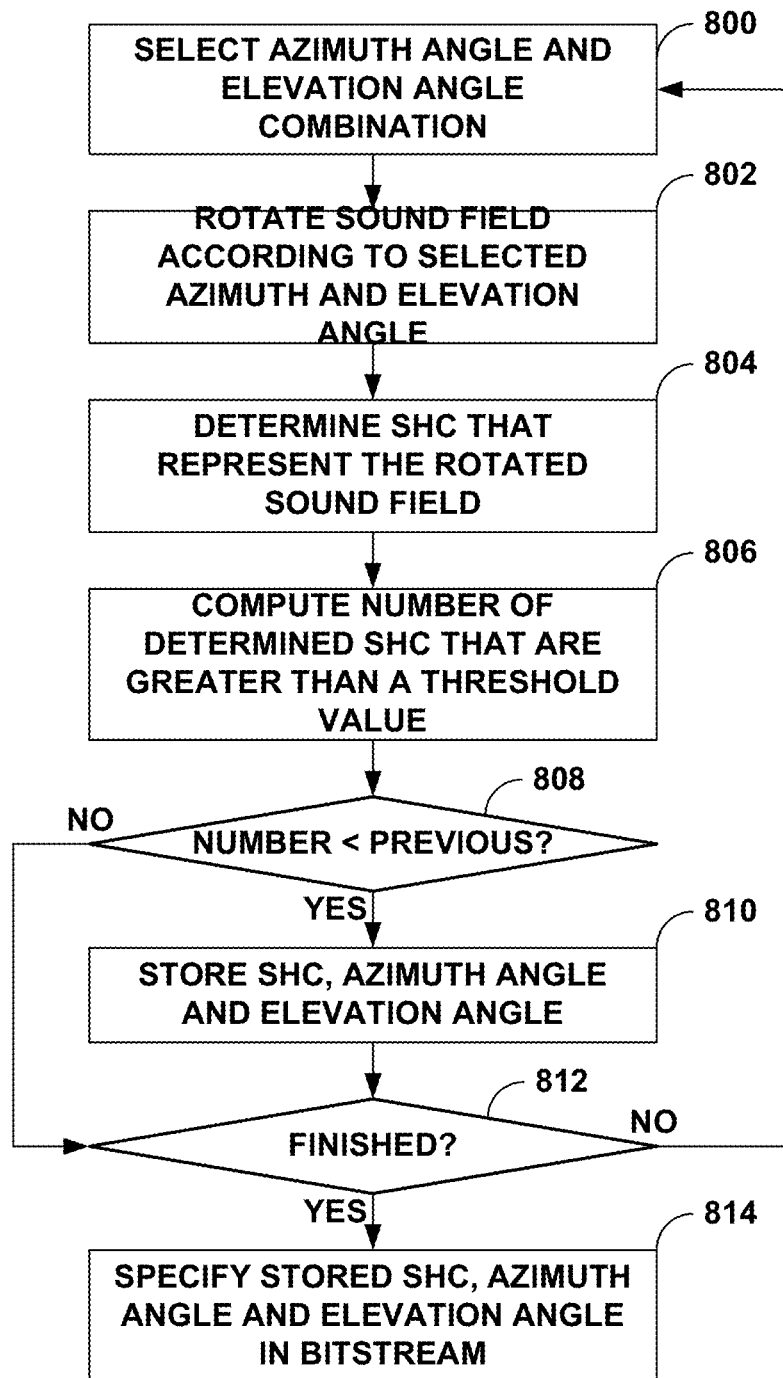 800
SELECT AZIMUTH ANGLE AND
ELEVATION ANGLE
COMBINATION
802
ROTATE SOUND FIELD
ACCORDING TO SELECTED
AZIMUTH AND ELEVATION
ANGLE
804
DETERMINE SHC THAT
REPRESENT THE ROTATED
SOUND FIELD
806
COMPUTE NUMBER OF
DETERMINED SHC THAT ARE
GREATER THAN A THRESHOLD
VALUE
808
NO
NUMBER < PREVIOUS?
YES
810
STORE SHC, AZIMUTH ANGLE
AND ELEVATION ANGLE
812
NO
FINISHED?
YES
814
SPECIFY STORED SHC, AZIMUTH
ANGLE AND ELEVATION ANGLE
IN BITSTREAM